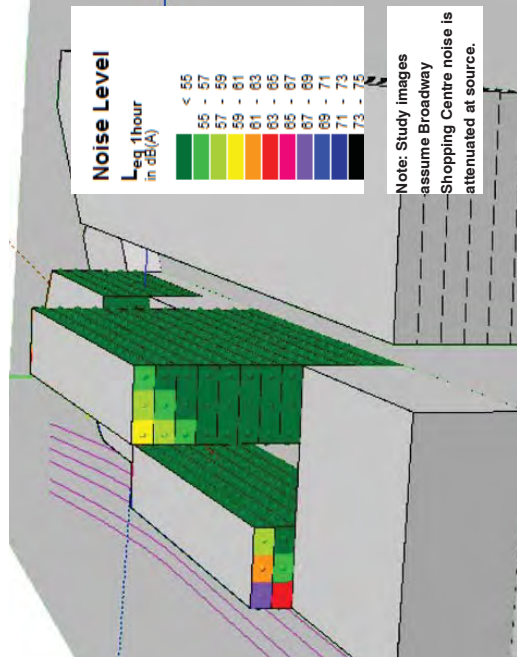 Noise Level
Leq 1hour
in dB(A)
< 55
55 - 57
57 - 59
59 - 61
61 - 63
63 - 65
65 - 67
67 - 69
69 - 71
71 - 73
73 - 75
Note: Study images
assume Broadway
Shopping Centre noise is
attenuated at source.